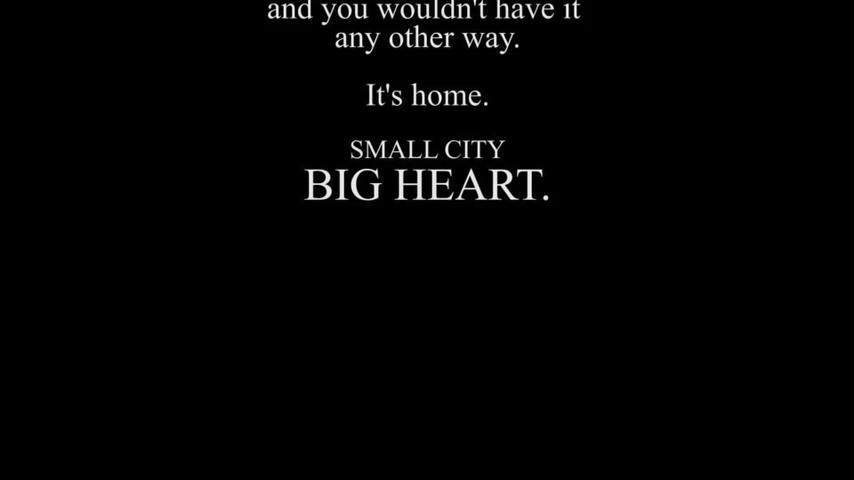 and you wouldn't have it
any other way.
It's home.
SMALL CITY
BIG HEART.